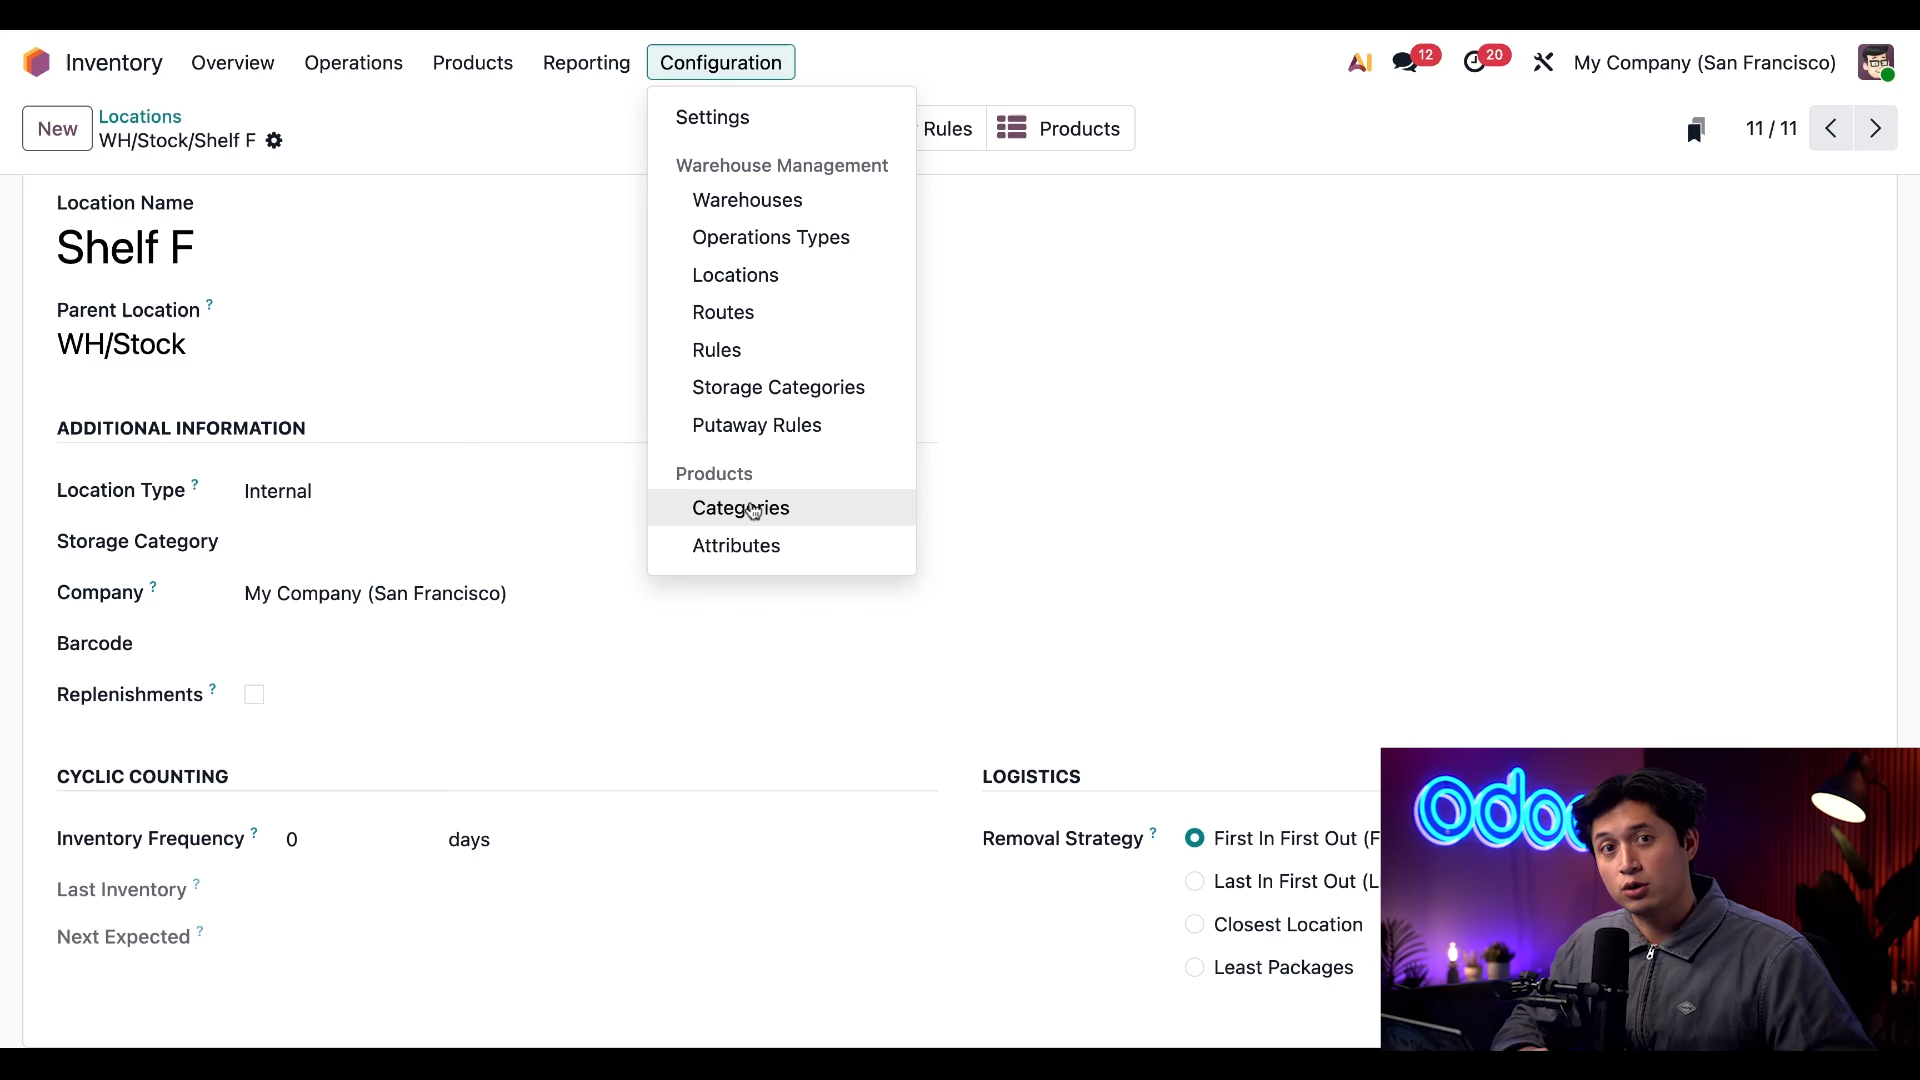 Inventory Overview Operations Products Reporting Configuration
AI 12 20 My Company (San Francisco)
New
Locations
WH/Stock/Shelf F
Rules
Products
11 / 11
Settings
Warehouse Management
Warehouses
Operations Types
Locations
Routes
Rules
Storage Categories
Putaway Rules
Products
Categories
Attributes
Location Name
Shelf F
Parent Location ?
WH/Stock
ADDITIONAL INFORMATION
Location Type ? Internal
Storage Category
Company ? My Company (San Francisco)
Barcode
Replenishments ?
CYCLIC COUNTING
Inventory Frequency ? 0 days
Last Inventory ?
Next Expected ?
LOGISTICS
Removal Strategy ? First In First Out (F
Last In First Out (L
Closest Location
Least Packages
odoo